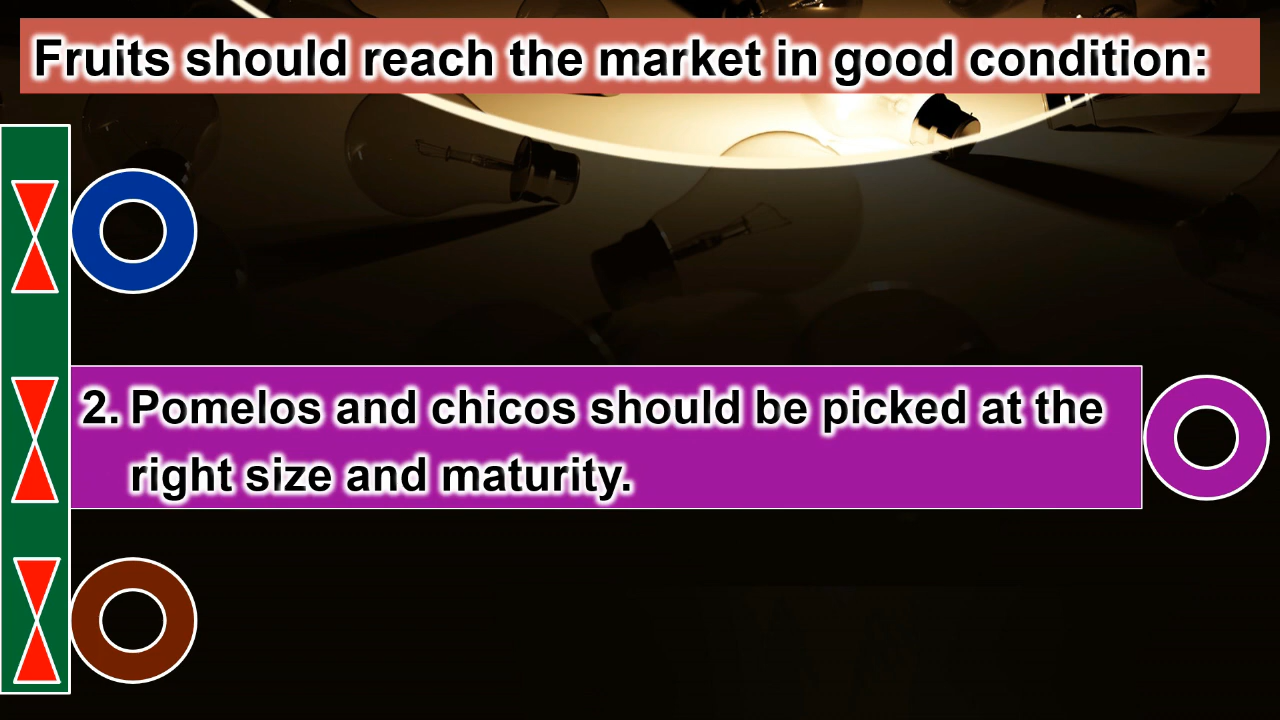 Fruits should reach the market in good condition:
2. Pomelos and chicos should be picked at the
right size and maturity.